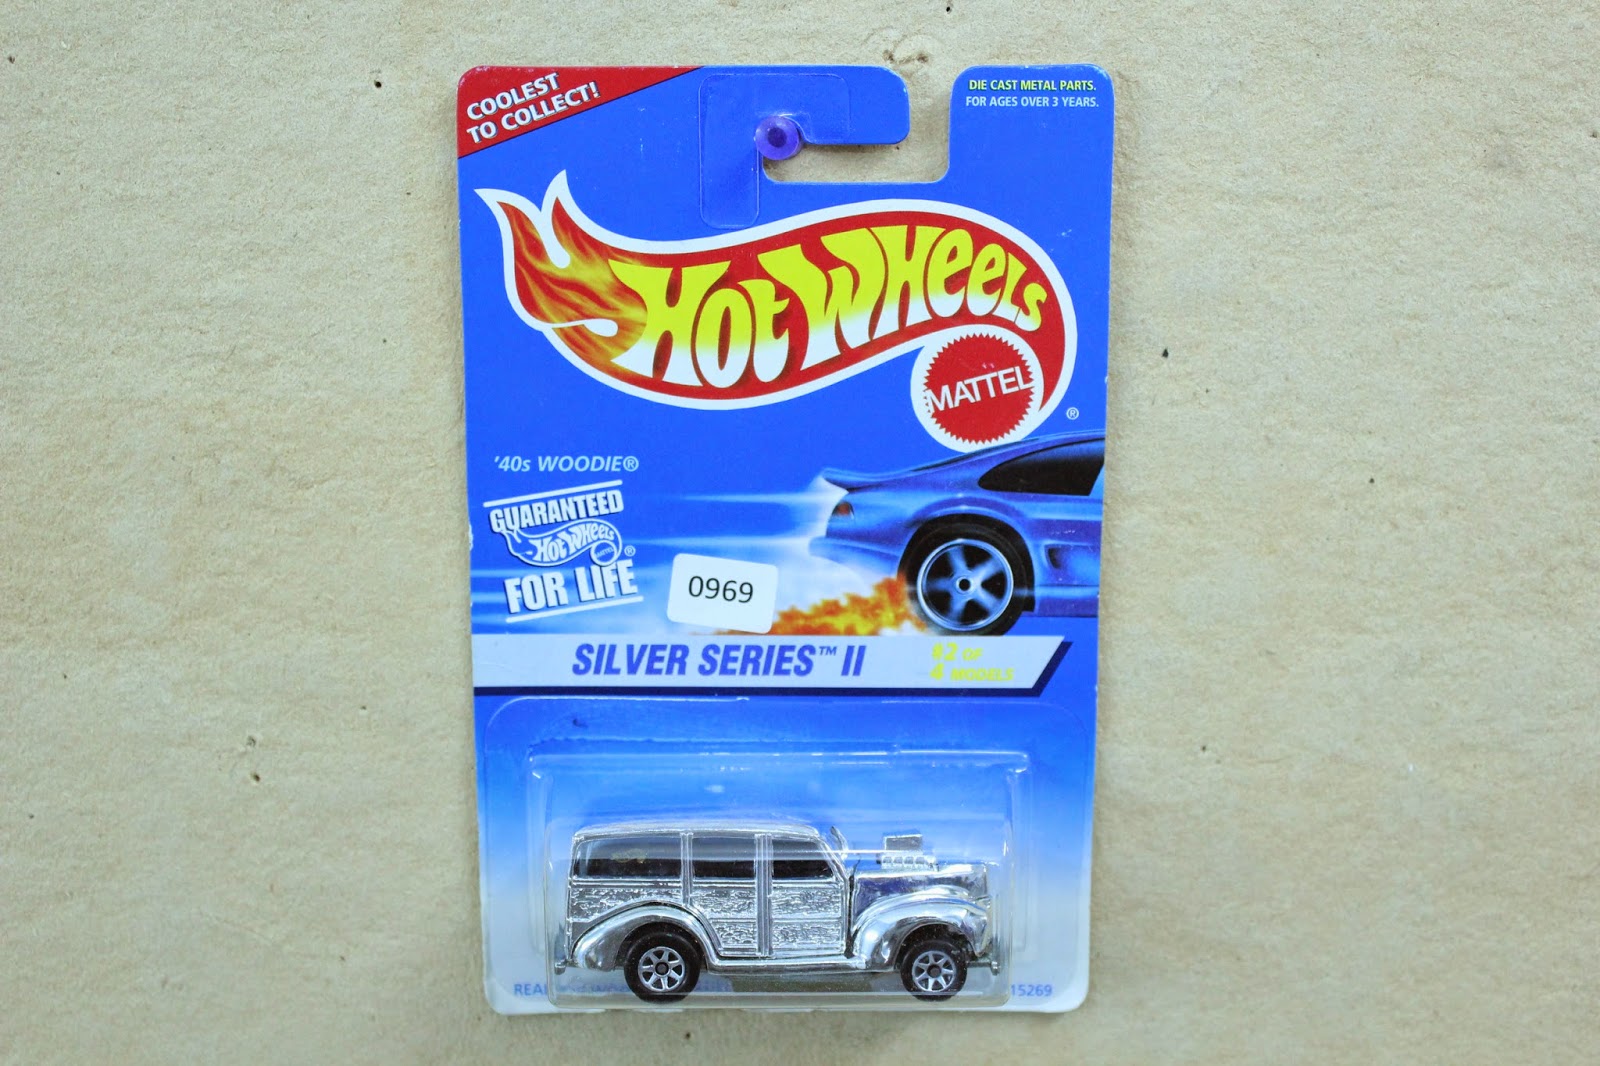 COOLEST
TO COLLECT!
DIE CAST METAL PARTS.
FOR AGES OVER 3 YEARS.
HOT WHEELS
MATTEL
®
'40s WOODIE®
GUARANTEED
HOT WHEELS
MATTEL
®
FOR LIFE
0969
SILVER SERIES™ II
#2 OF
4 MODELS
15269